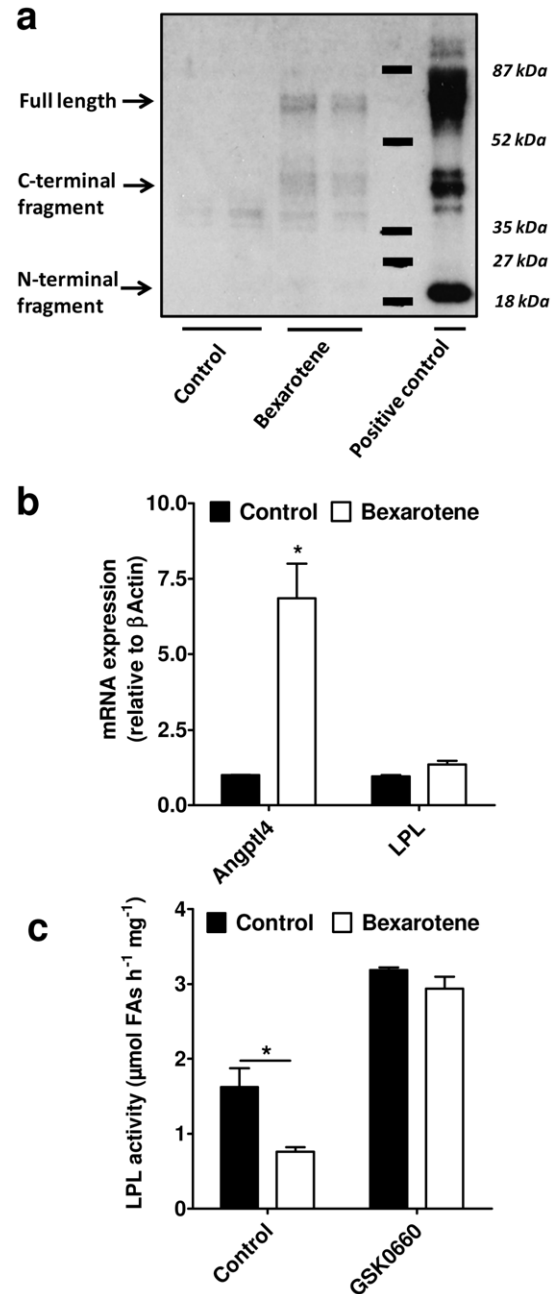 a
Full length
C-terminal
fragment
N-terminal
fragment
87 kDa
52 kDa
35 kDa
27 kDa
18 kDa
Control
Bexarotene
Positive control
b
Control Bexarotene
mRNA expression
(relative to βActin)
10.0
7.5
5.0
2.5
0.0
*
Angptl4
LPL
c
Control Bexarotene
LPL activity (µmol FAs h⁻¹ mg⁻¹)
4
3
2
1
0
*
Control
GSK0660